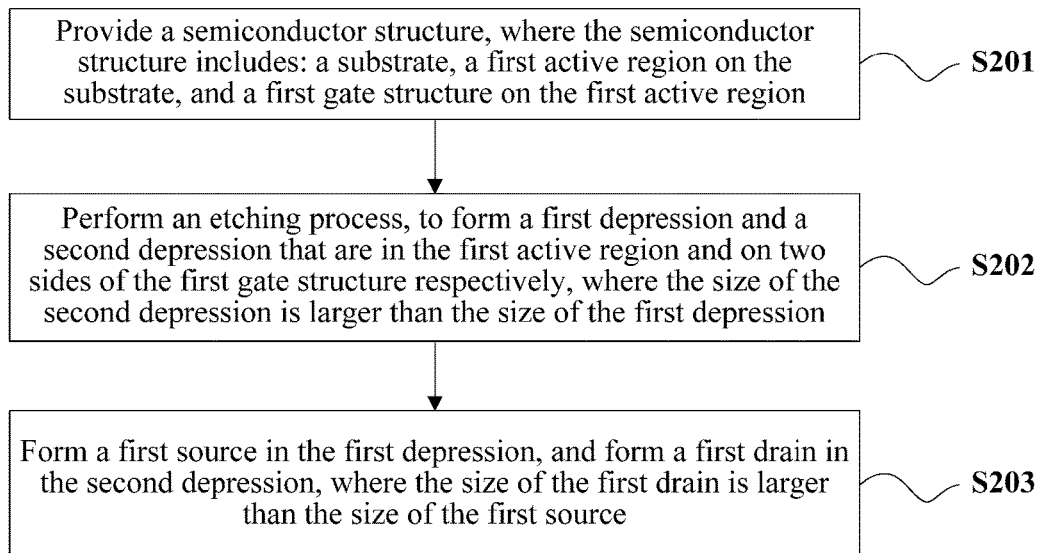 Provide a semiconductor structure, where the semiconductor
structure includes: a substrate, a first active region on the
substrate, and a first gate structure on the first active region
S201
Perform an etching process, to form a first depression and a
second depression that are in the first active region and on two
sides of the first gate structure respectively, where the size of the
second depression is larger than the size of the first depression
S202
Form a first source in the first depression, and form a first drain in
the second depression, where the size of the first drain is larger
than the size of the first source
S203